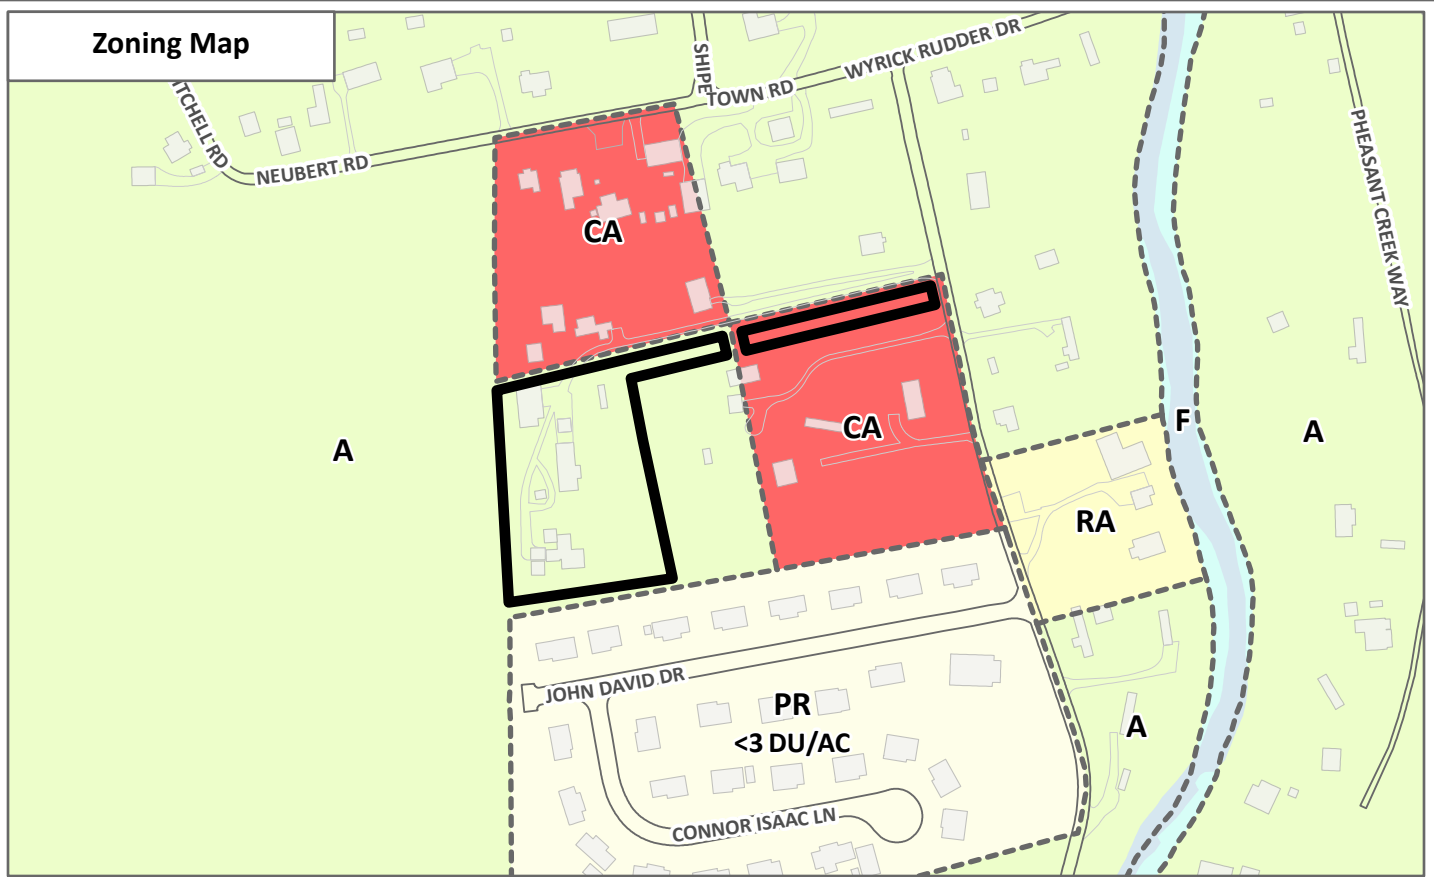 Zoning Map
SHIPE
TOWN RD
WYRICK RUDDER DR
ITCHELL RD
NEUBERT RD
PHEASANT CREEK WAY
CA
A
CA
F
A
RA
JOHN DAVID DR
PR
<3 DU/AC
A
CONNOR ISAAC LN